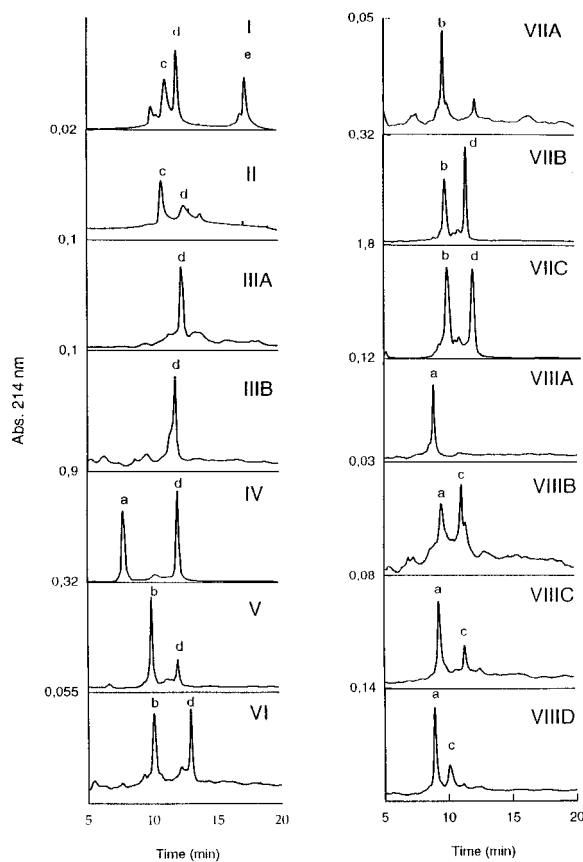 Abs. 214 nm
I
c
d
e
0,02
II
c
d
0,1
IIIA
d
0,1
IIIB
d
0,9
IV
a
d
0,32
V
b
d
0,055
VI
b
d
5 10 15 20
Time (min)
0,05
VIIA
b
0,32
VIIB
b
d
1,8
VIIC
b
d
0,12
VIIIA
a
0,03
VIIIB
a
c
0,08
VIIIC
a
c
0,14
VIIID
a
c
5 10 15 20
Time (min)